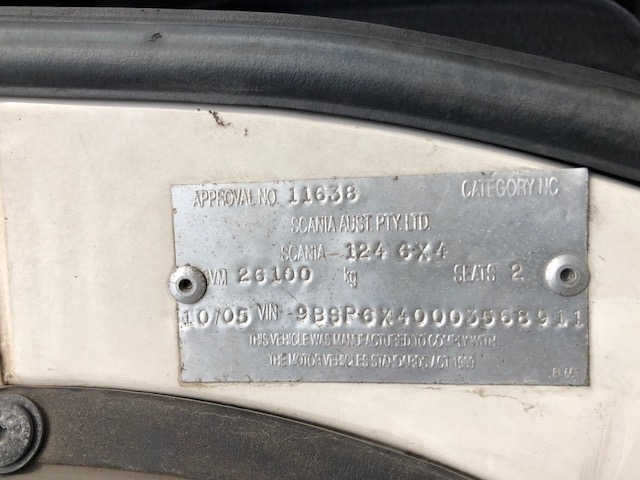 APPROVAL NO. 11638 CATEGORY NC
SCANIA AUST. PTY. LTD.
SCANIA - 124 6X4
GVM 26100 kg SEATS 2
10/05 VIN 9BSP6X40003568911
THIS VEHICLE WAS MANUFACTURED TO COMPLY WITH
THE MOTOR VEHICLES STANDARDS ACT 1989